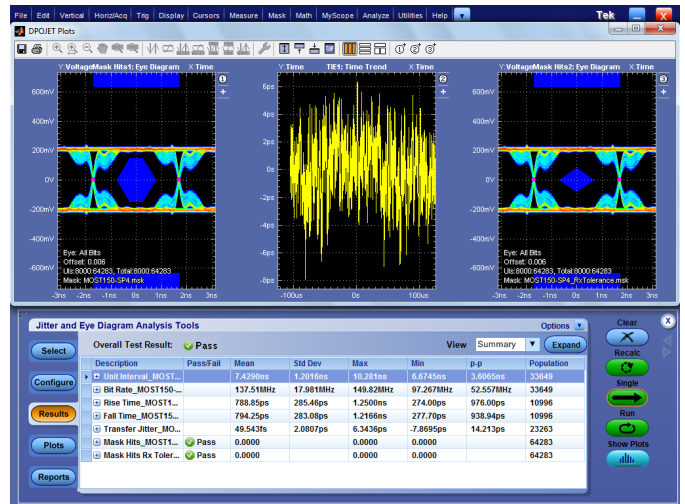 File Edit Vertical Horiz/Acq Trig Display Cursors Measure Mask Math MyScope Analyze Utilities Help Tek
DPOJET Plots
Y:VoltageMask Hits1: Eye Diagram X:Time
1
600mV
400mV
200mV
0V
-200mV
-400mV
-600mV
Eye: All Bits
Offset: 0.006
UIs:8000:64283, Total:8000:64283
Mask: MOST150-SP4.msk
-3ns -2ns -1ns 0s 1ns 2ns 3ns
Y:Time TIE1: Time Trend X:Time
2
6ps
4ps
2ps
0s
-2ps
-4ps
-6ps
-8ps
-100us 0s 100us
Y:VoltageMask Hits2: Eye Diagram X:Time
3
600mV
400mV
200mV
0V
-200mV
-400mV
-600mV
Eye: All Bits
Offset: 0.006
UIs:8000:64283, Total:8000:64283
Mask: MOST150-SP4_RxTolerance.msk
-3ns -2ns -1ns 0s 1ns 2ns 3ns
Jitter and Eye Diagram Analysis Tools Options
Select
Configure
Results
Plots
Reports
Overall Test Result: Pass View Summary Expand
Description Pass/Fail Mean Std Dev Max Min p-p Population
Unit Interval_MOST... 7.4290ns 1.2016ns 10.281ns 6.6745ns 3.6065ns 33649
Bit Rate_MOST150-... 137.51MHz 17.981MHz 149.82MHz 97.267MHz 52.557MHz 33649
Rise Time_MOST1... 788.85ps 285.46ps 1.2500ns 274.00ps 976.00ps 10996
Fall Time_MOST15... 794.25ps 283.08ps 1.2166ns 277.70ps 938.94ps 10996
Transfer Jitter_MO... 49.543fs 2.0807ps 6.3436ps -7.8695ps 14.213ps 23263
Mask Hits_MOST1... Pass 0.0000 0.0000 64283
Mask Hits Rx Toler... Pass 0.0000 0.0000 64283
Clear
Recalc
Single
Run
Show Plots